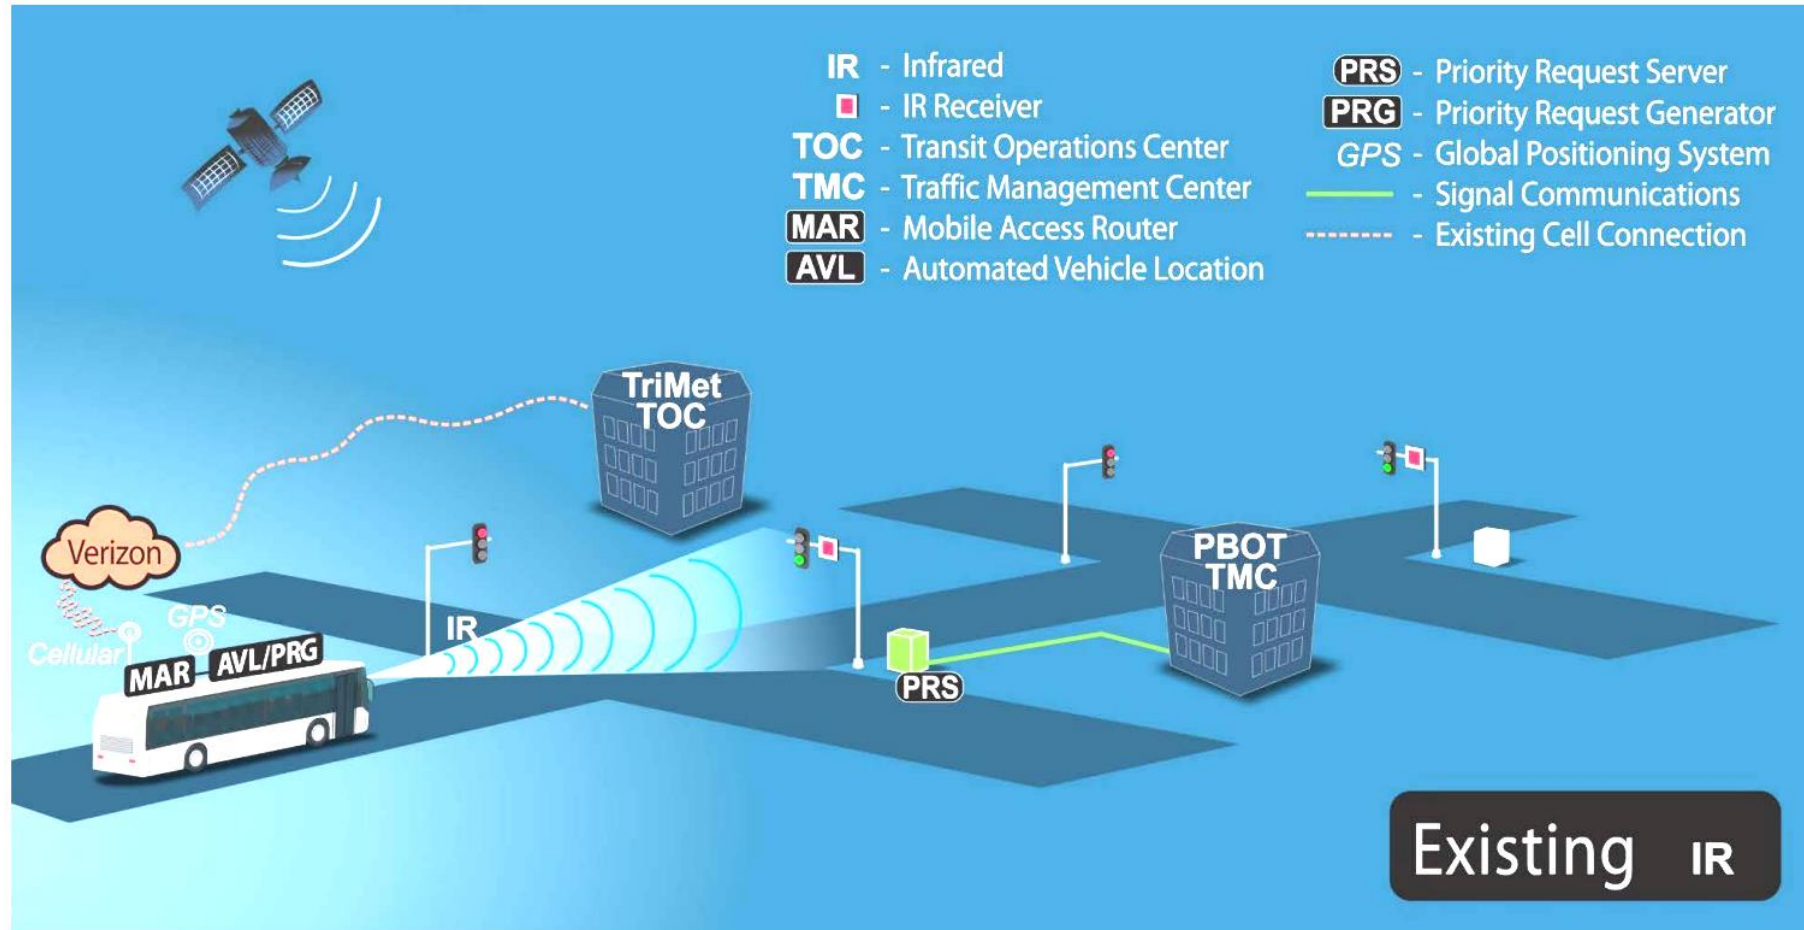 IR - Infrared
- IR Receiver
TOC - Transit Operations Center
TMC - Traffic Management Center
MAR - Mobile Access Router
AVL - Automated Vehicle Location
PRS - Priority Request Server
PRG - Priority Request Generator
GPS - Global Positioning System
- Signal Communications
- Existing Cell Connection
TriMet
TOC
Verizon
PBOT
TMC
GPS
IR
Cellular
MAR
AVL/PRG
PRS
Existing IR